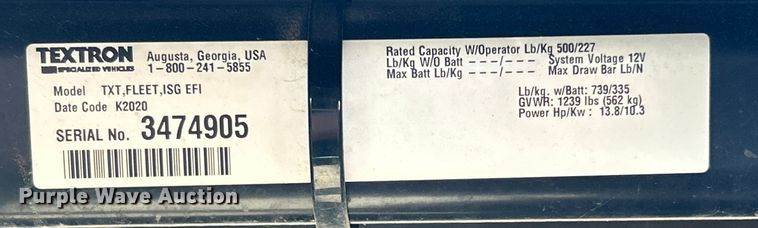 TEXTRON
SPECIALIZED VEHICLES
Augusta, Georgia, USA
1-800-241-5855
Model TXT,FLEET,ISG EFI
Date Code K2020
SERIAL No. 3474905
Rated Capacity W/Operator Lb/Kg 500/227
Lb/Kg W/O Batt ---/--- System Voltage 12V
Max Batt Lb/Kg ---/--- Max Draw Bar Lb/N
Lb/kg. w/Batt: 739/335
GVWR: 1239 lbs (562 kg)
Power Hp/Kw : 13.8/10.3
Purple Wave Auction